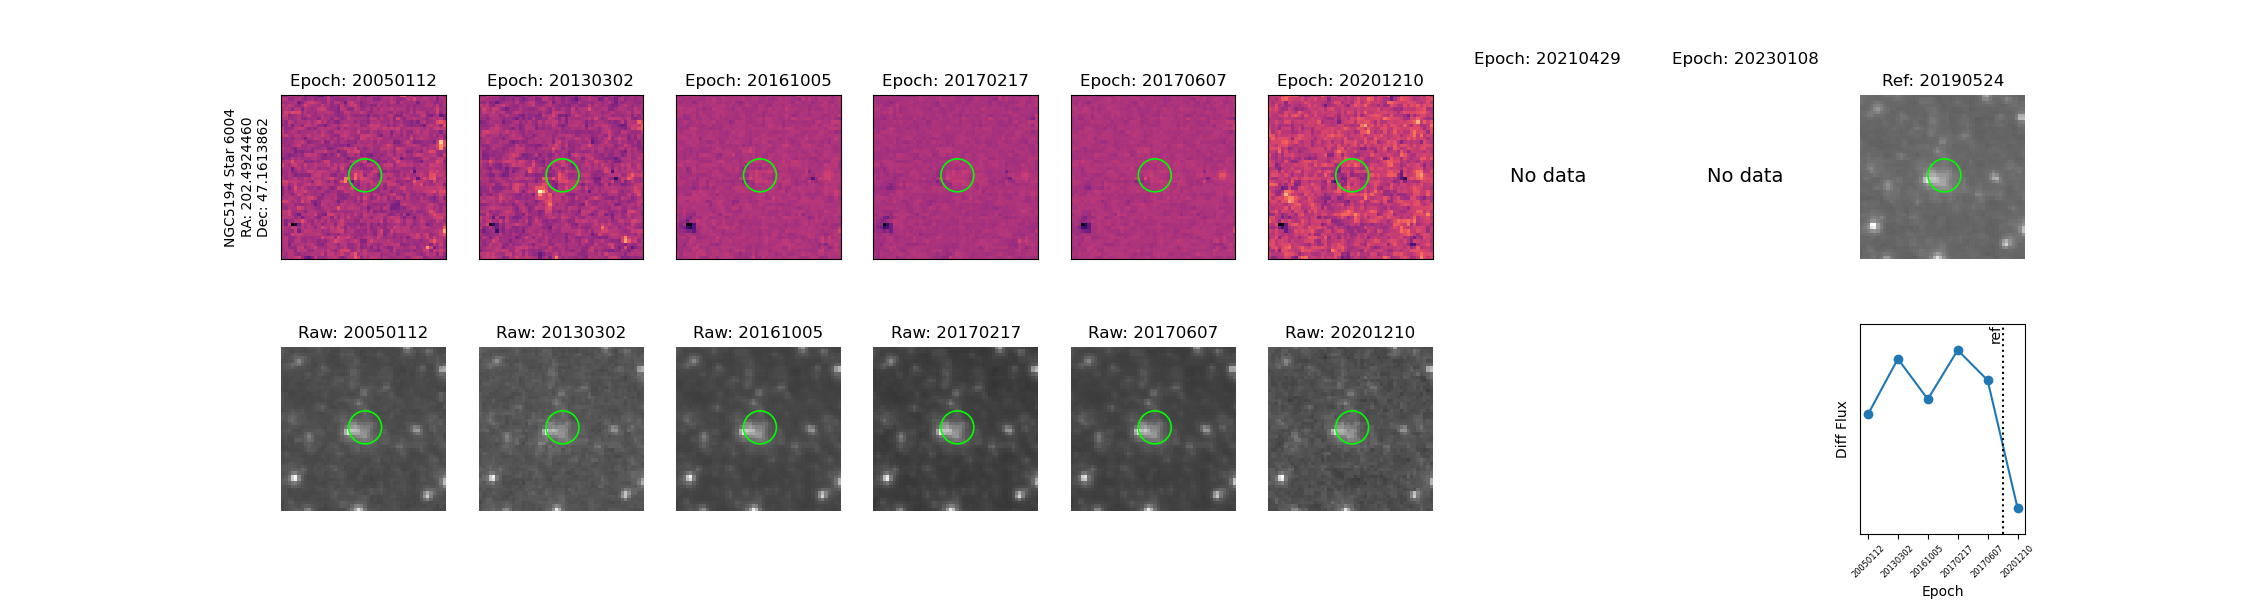 NGC5194 Star 6004
RA: 202.4924460
Dec: 47.1613862
Epoch: 20050112
Epoch: 20130302
Epoch: 20161005
Epoch: 20170217
Epoch: 20170607
Epoch: 20201210
Epoch: 20210429
Epoch: 20230108
Ref: 20190524
No data
No data
Raw: 20050112
Raw: 20130302
Raw: 20161005
Raw: 20170217
Raw: 20170607
Raw: 20201210
ref
Diff Flux
20050112
20130302
20161005
20170217
20170607
20201210
Epoch